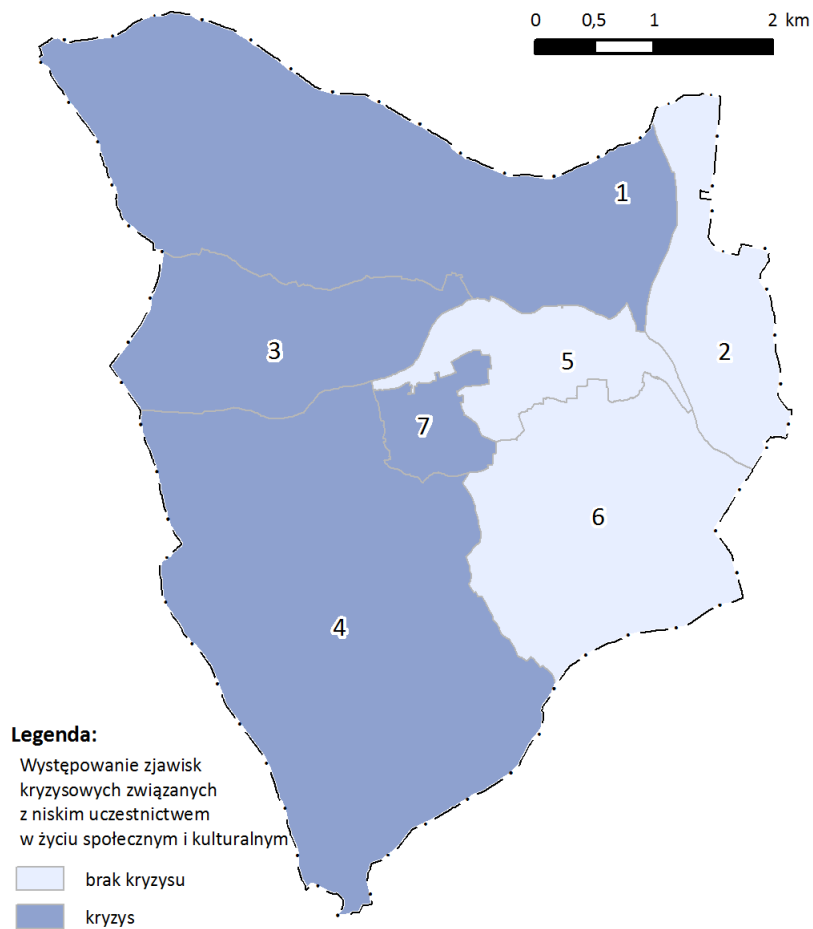 0 0,5 1 2 km
1
2
3
5
7
6
4
Legenda:
Występowanie zjawisk
kryzysowych związanych
z niskim uczestnictwem
w życiu społecznym i kulturalnym
brak kryzysu
kryzys